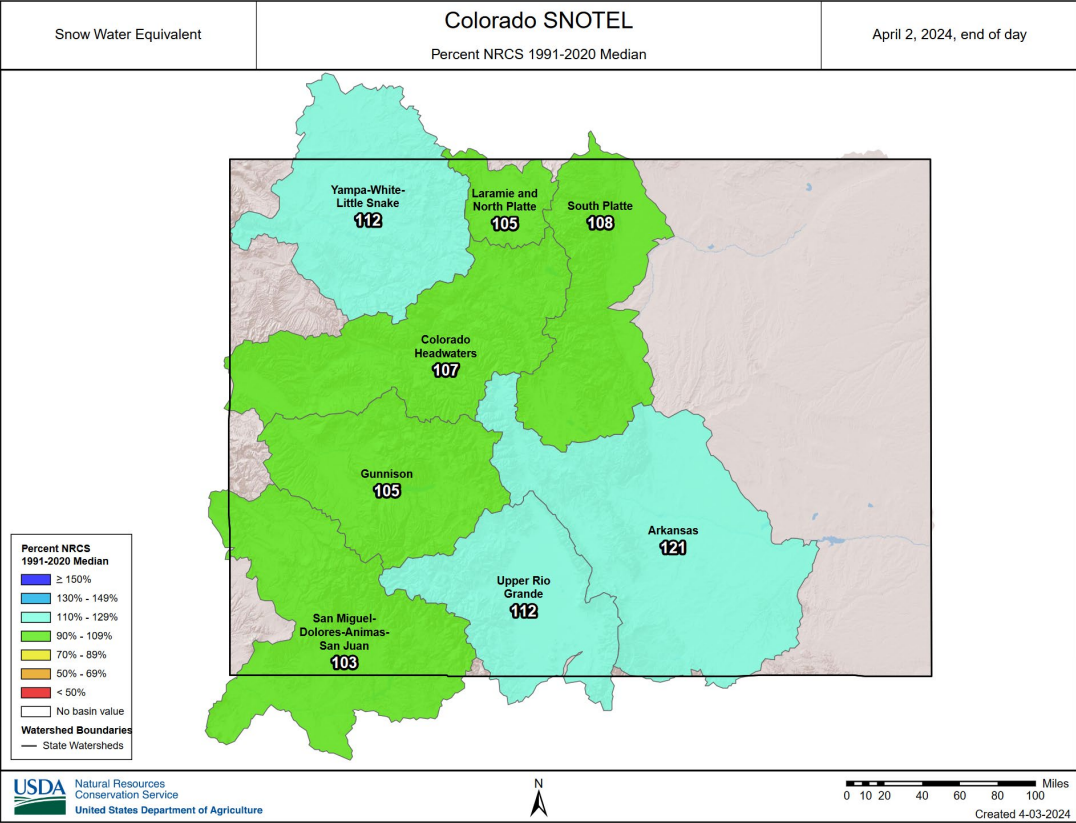 Snow Water Equivalent
Colorado SNOTEL
Percent NRCS 1991-2020 Median
April 2, 2024, end of day
Yampa-White-
Little Snake
112
Laramie and
North Platte
105
South Platte
108
Colorado
Headwaters
107
Gunnison
105
Arkansas
121
Upper Rio
Grande
112
San Miguel-
Dolores-Animas-
San Juan
103
Percent NRCS
1991-2020 Median
≥ 150%
130% - 149%
110% - 129%
90% - 109%
70% - 89%
50% - 69%
< 50%
No basin value
Watershed Boundaries
State Watersheds
USDA
Natural Resources
Conservation Service
United States Department of Agriculture
N
Miles
0 10 20 40 60 80 100
Created 4-03-2024